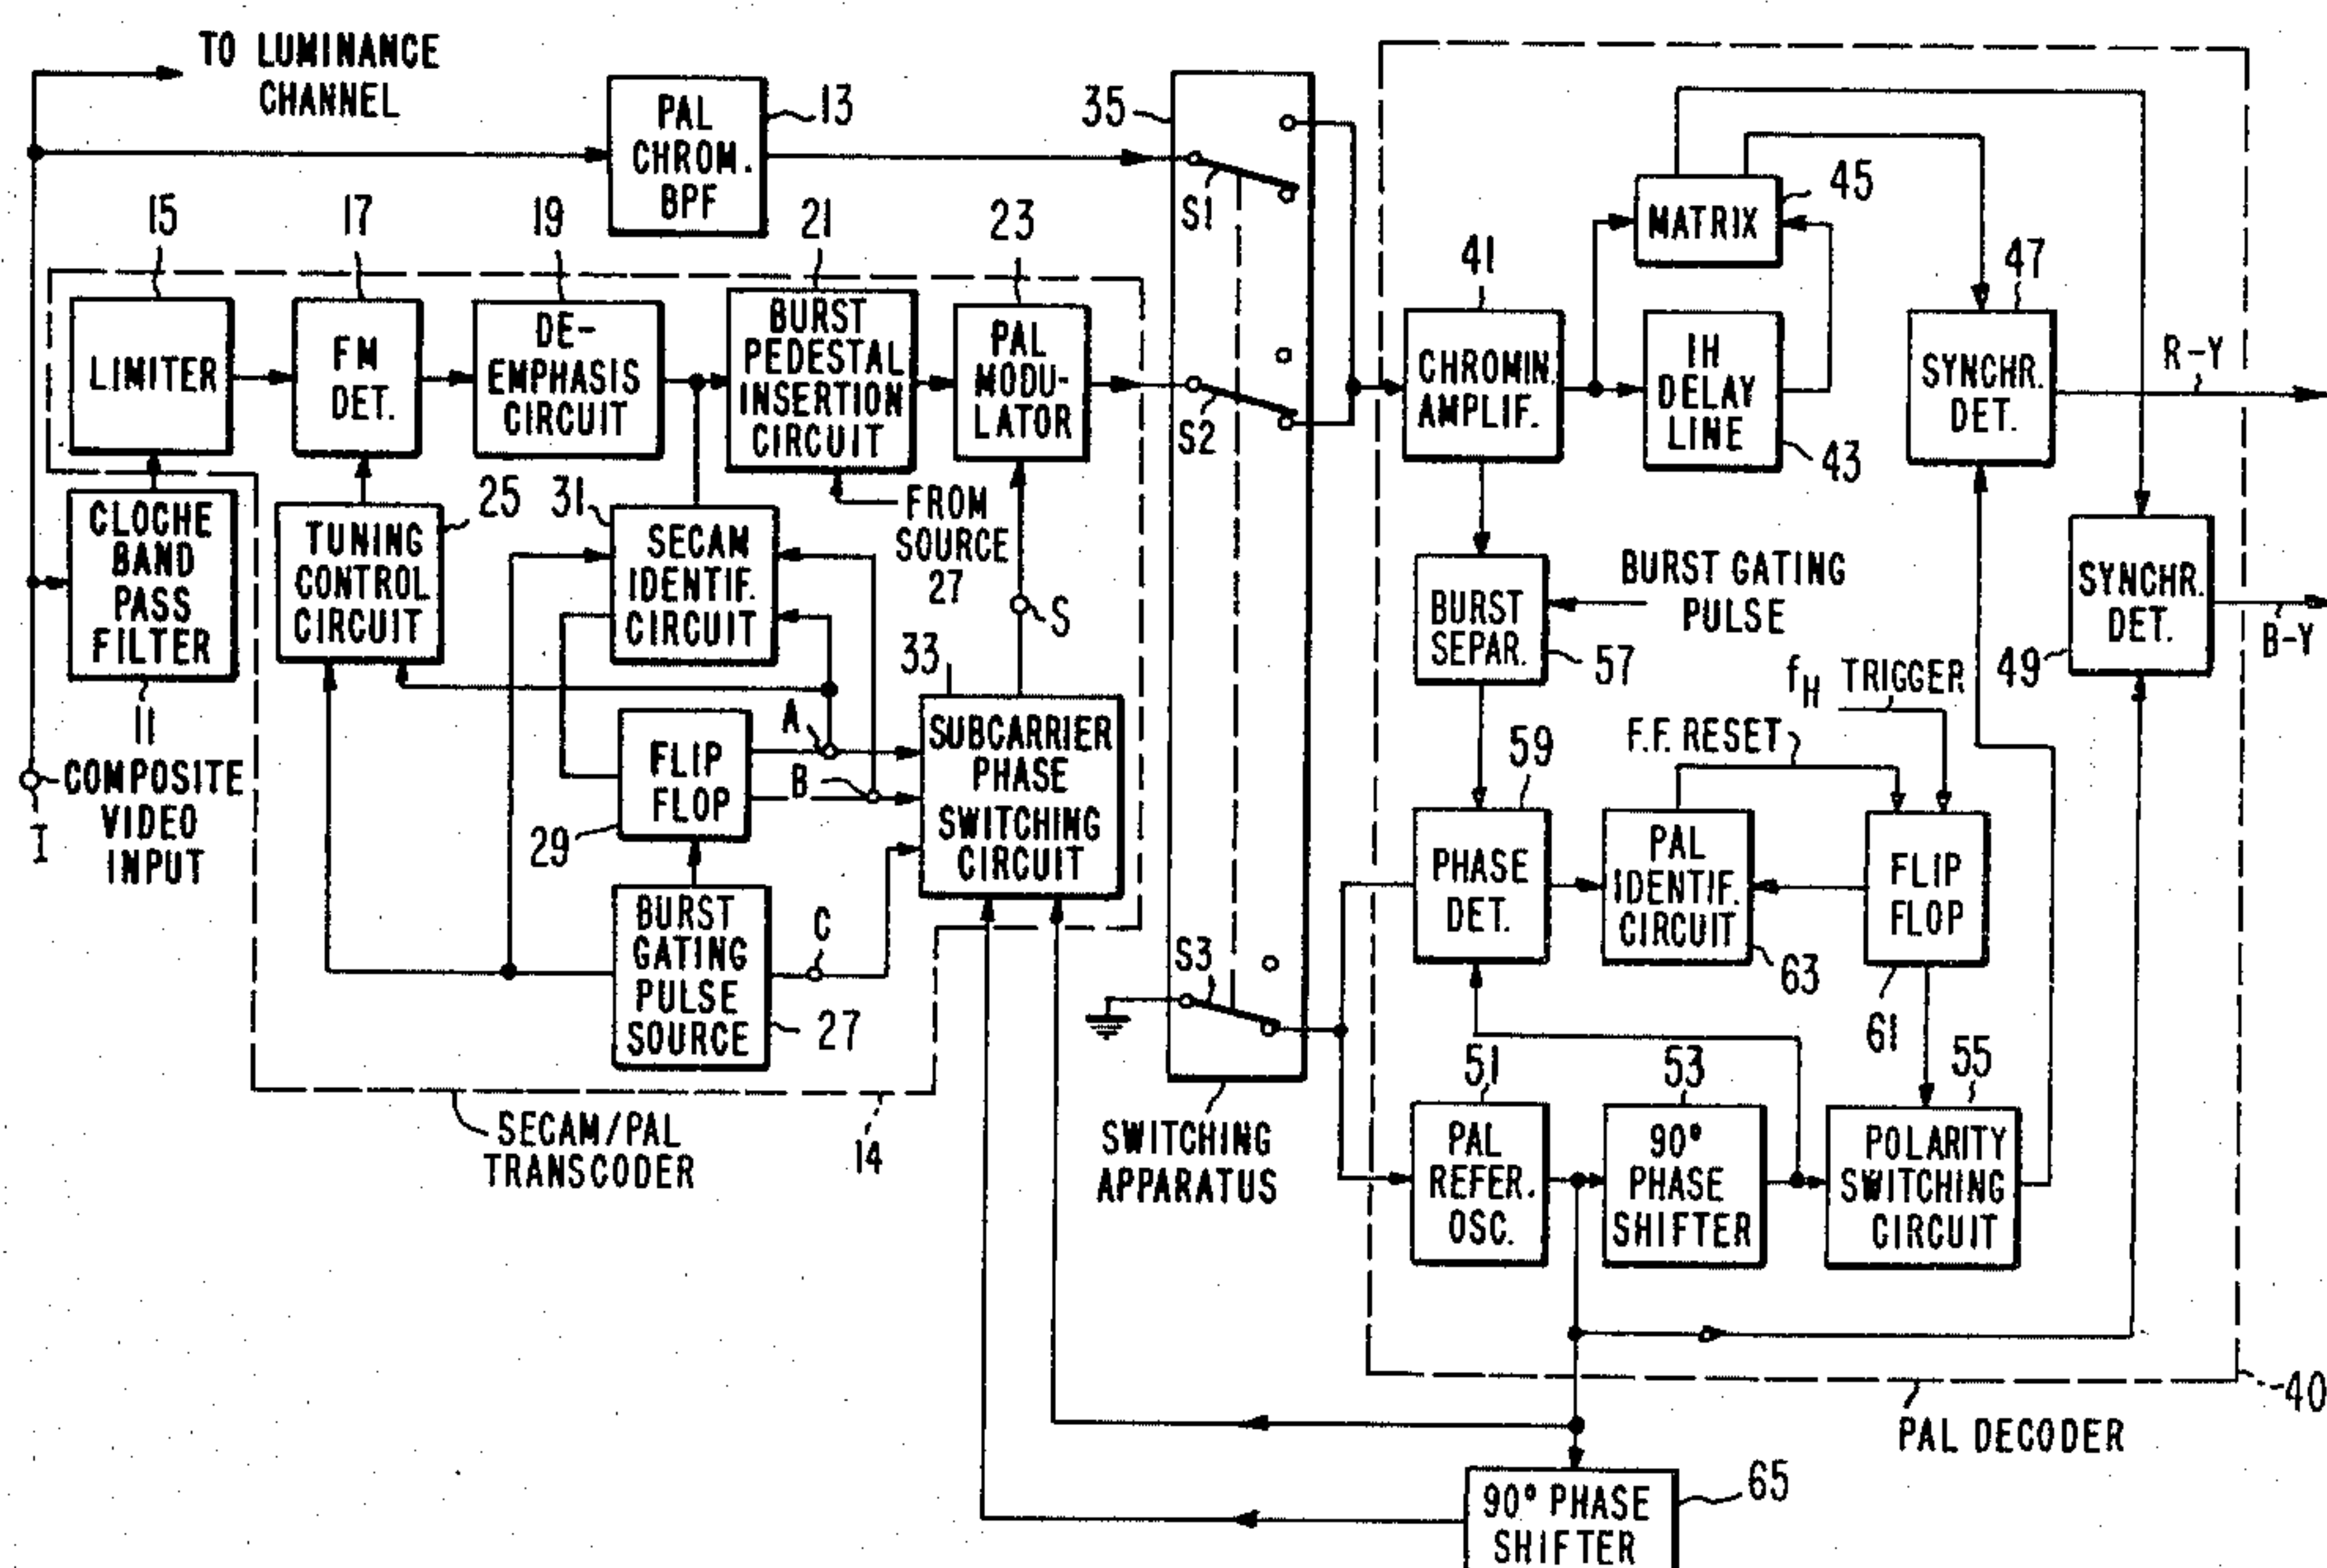 TO LUMINANCE
CHANNEL
PAL
CHROM.
BPF
13
35
S1
15
17
19
21
23
LIMITER
FM
DET.
DE-
EMPHASIS
CIRCUIT
BURST
PEDESTAL
INSERTION
CIRCUIT
PAL
MODU-
LATOR
S2
CLOCHE
BAND
PASS
FILTER
11
COMPOSITE
VIDEO
INPUT
I
TUNING
CONTROL
CIRCUIT
25
31
SECAM
IDENTIF.
CIRCUIT
FROM
SOURCE
27
S
33
A
B
FLIP
FLOP
29
SUBCARRIER
PHASE
SWITCHING
CIRCUIT
BURST
GATING
PULSE
SOURCE
27
C
S3
SECAM/PAL
TRANSCODER
14
SWITCHING
APPARATUS
MATRIX
45
41
CHROMIN.
AMPLIF.
1H
DELAY
LINE
43
47
SYNCHR.
DET.
R-Y
SYNCHR.
DET.
49
B-Y
BURST
SEPAR.
57
BURST GATING
PULSE
fH TRIGGER
F.F. RESET
59
PHASE
DET.
PAL
IDENTIF.
CIRCUIT
63
FLIP
FLOP
61
51
PAL
REFER.
OSC.
53
90° PHASE
SHIFTER
55
POLARITY
SWITCHING
CIRCUIT
40
PAL DECODER
90° PHASE
SHIFTER
65